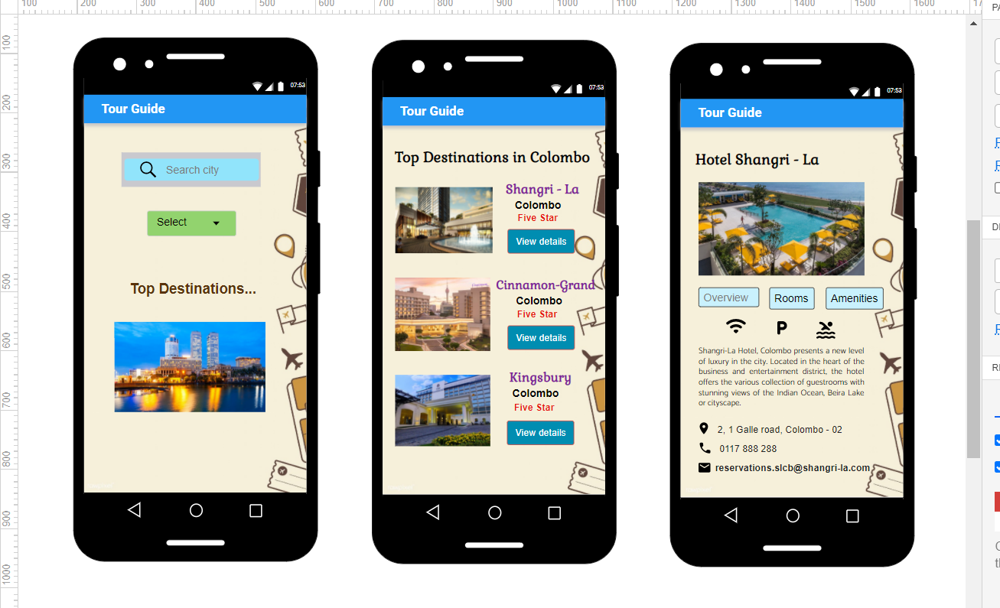 100 200 300 400 500 600 700 800 900 1000 1100 1200 1300 1400 1500 1600
100
200
300
400
500
600
700
800
900
1000
07:53
Tour Guide
Search city
Select
Top Destinations...
07:53
Tour Guide
Top Destinations in Colombo
Shangri - La
Colombo
Five Star
View details
Cinnamon-Grand
Colombo
Five Star
View details
Kingsbury
Colombo
Five Star
View details
07:53
Tour Guide
Hotel Shangri - La
Overview Rooms Amenities
P
Shangri-La Hotel, Colombo presents a new level
of luxury in the city. Located in the heart of the
business and entertainment district, the hotel
offers the various collection of guestrooms with
stunning views of the Indian Ocean, Beira Lake
or cityscape.
2, 1 Galle road, Colombo - 02
0117 888 288
reservations.slcb@shangri-la.com